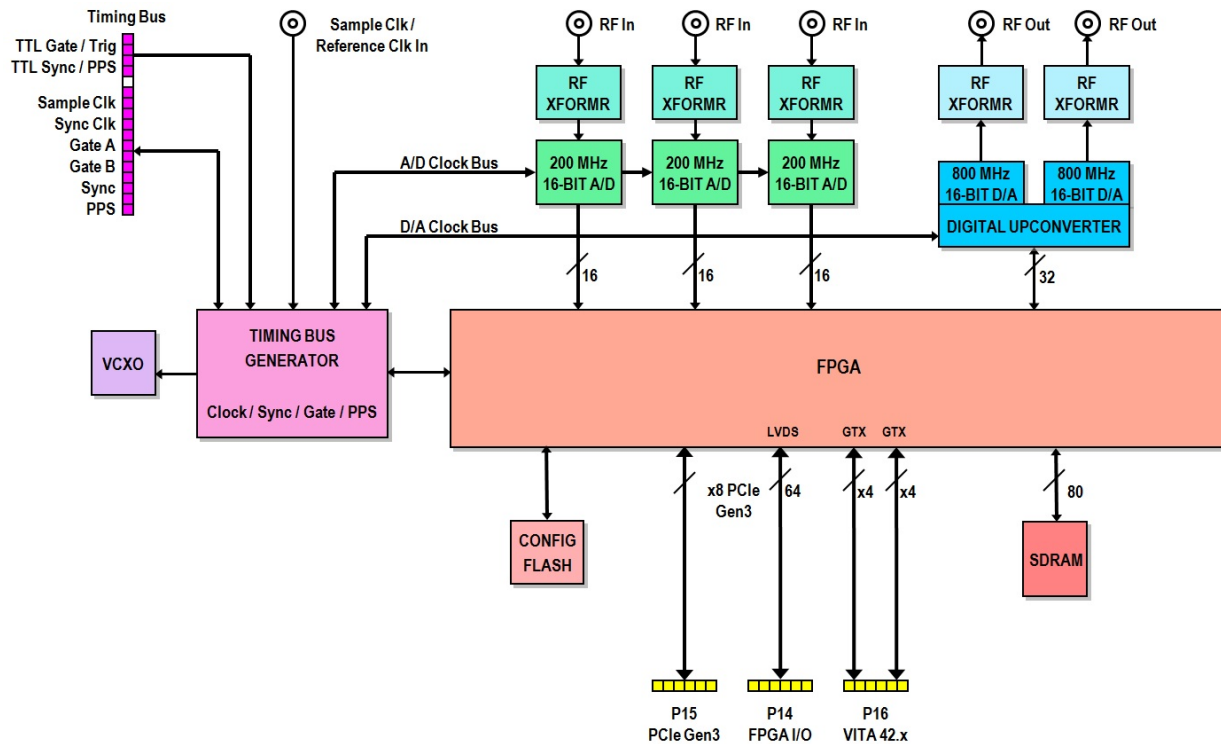 Timing Bus
TTL Gate / Trig
TTL Sync / PPS
Sample Clk
Sync Clk
Gate A
Gate B
Sync
PPS
Sample Clk /
Reference Clk In
RF In
RF In
RF In
RF Out
RF Out
RF
XFORMR
RF
XFORMR
RF
XFORMR
RF
XFORMR
RF
XFORMR
A/D Clock Bus
200 MHz
16-BIT A/D
200 MHz
16-BIT A/D
200 MHz
16-BIT A/D
800 MHz
16-BIT D/A
800 MHz
16-BIT D/A
DIGITAL UPCONVERTER
D/A Clock Bus
16
16
16
32
VCXO
TIMING BUS
GENERATOR
Clock / Sync / Gate / PPS
FPGA
LVDS
GTX
GTX
x8 PCIe
Gen3
64
x4
x4
80
CONFIG
FLASH
SDRAM
P15
PCIe Gen3
P14
FPGA I/O
P16
VITA 42.x